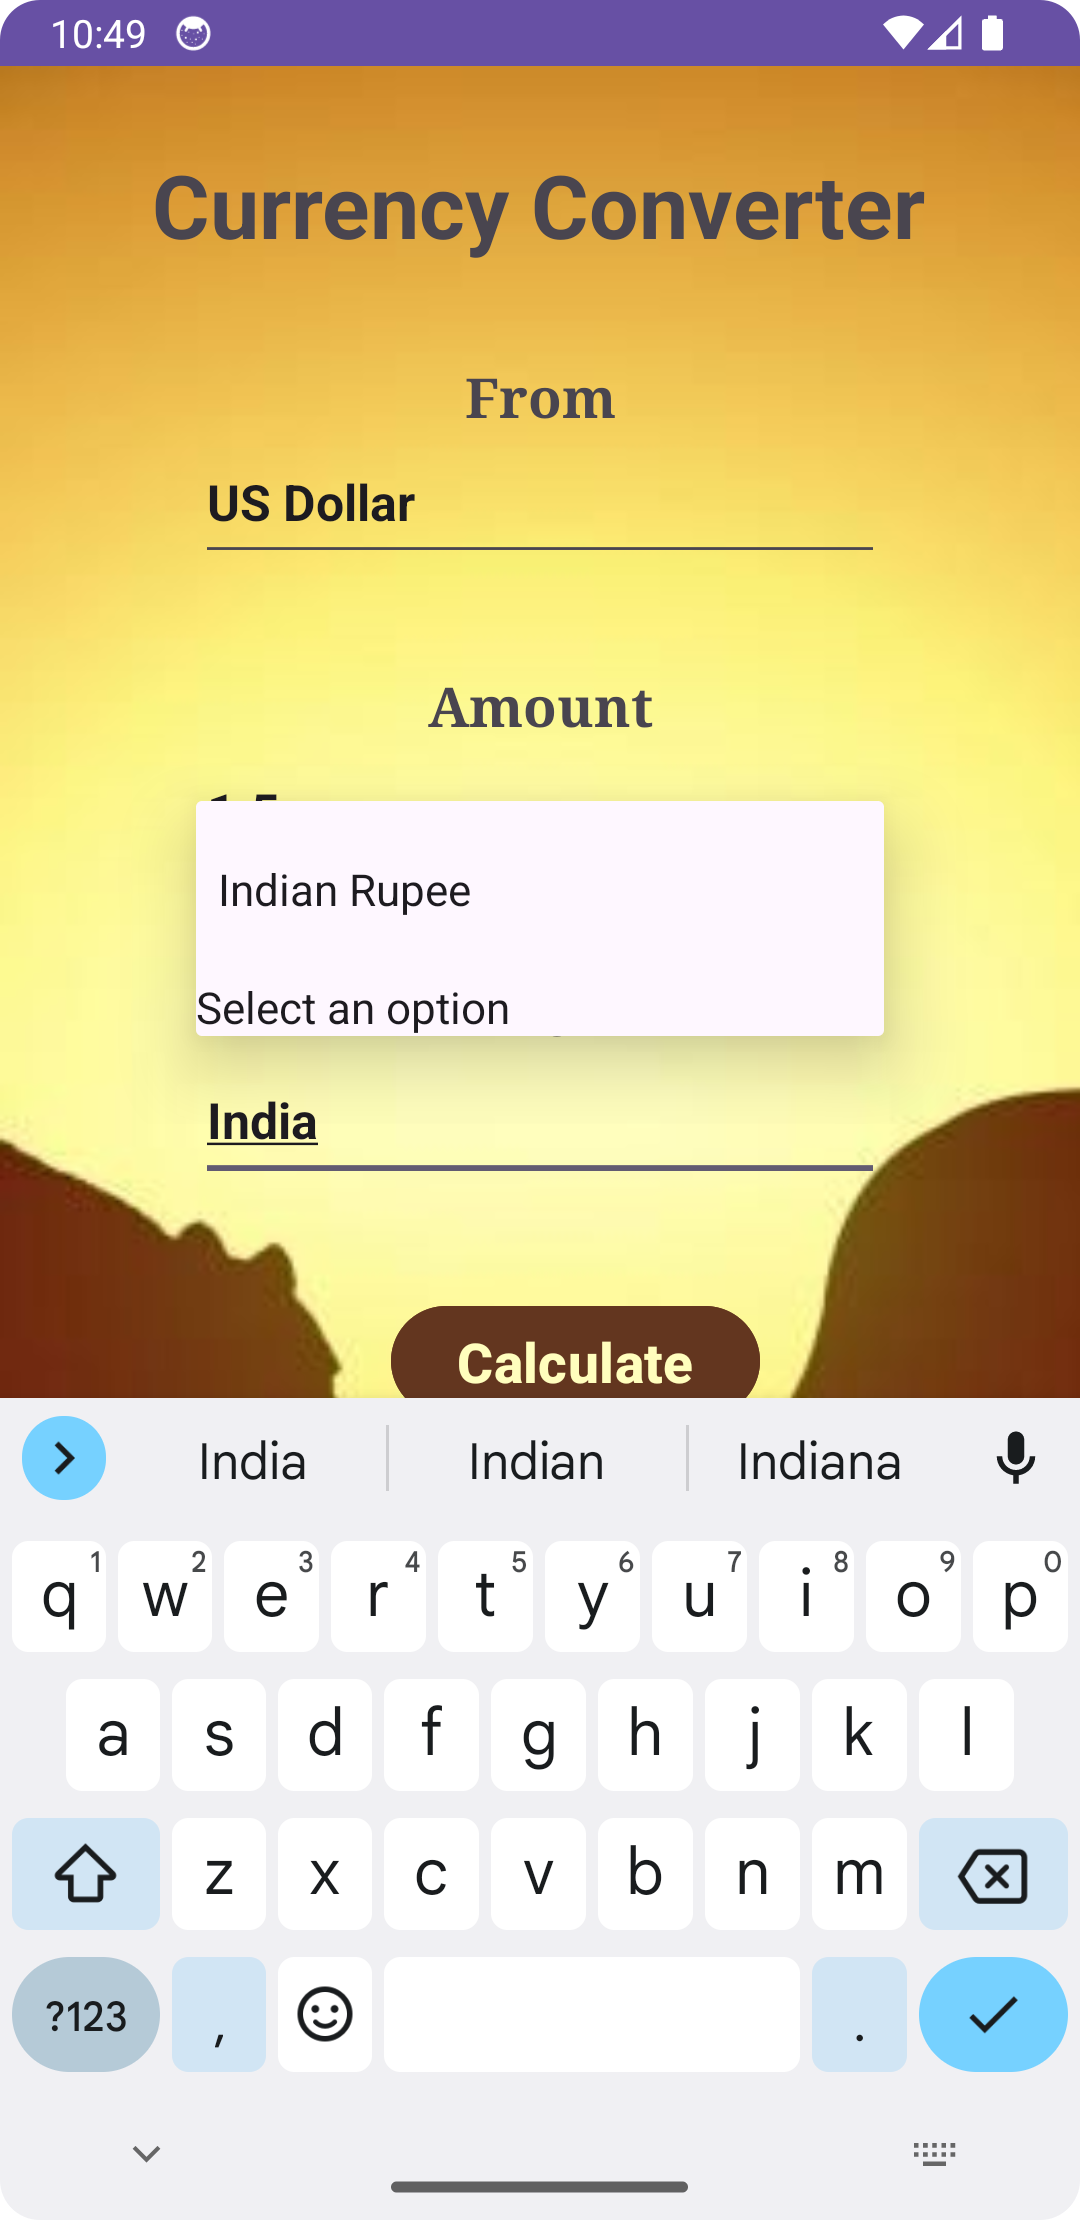 10:49
Currency Converter
From
US Dollar
Amount
Indian Rupee
Select an option
India
Calculate
India Indian Indiana
q 1 w 2 e 3 r 4 t 5 y 6 u 7 i 8 o 9 p 0
a s d f g h j k l
z x c v b n m
?123 , .